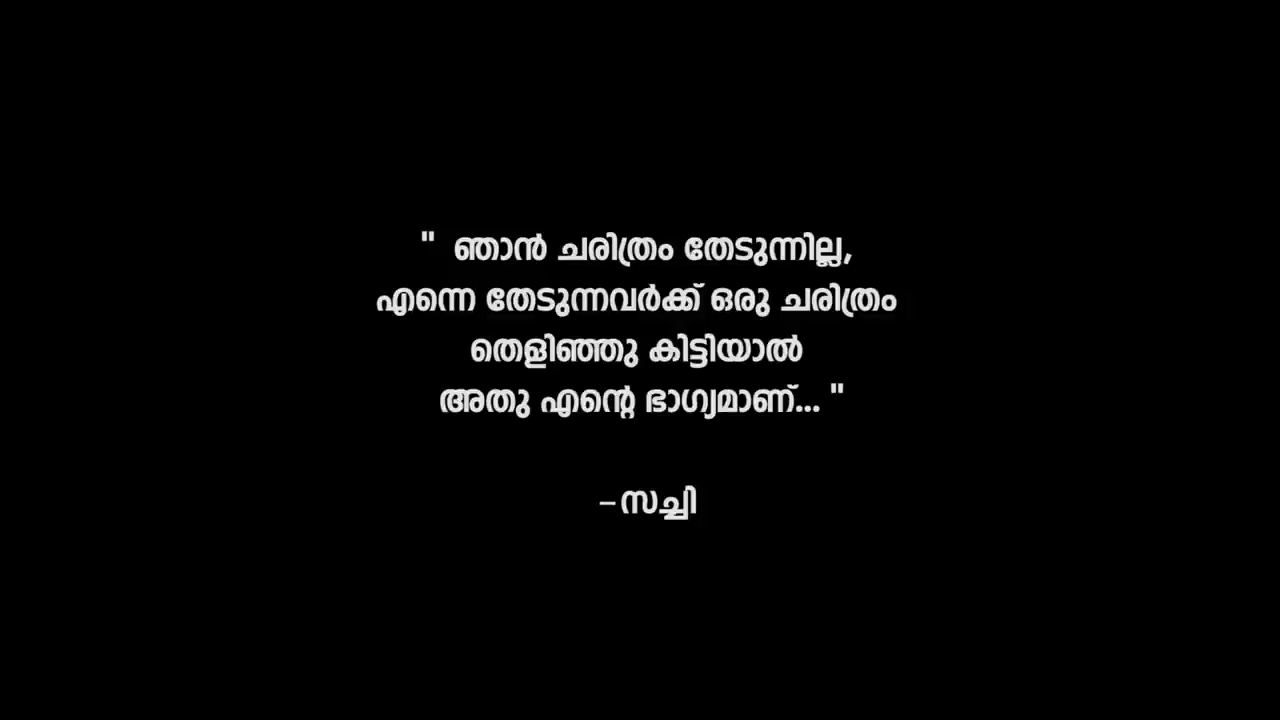 " ഞാൻ ചരിത്രം തേടുന്നില്ല,
എന്നെ തേടുന്നവർക്ക് ഒരു ചരിത്രം
തെളിഞ്ഞു കിട്ടിയാൽ
അതു എന്റെ ഭാഗ്യമാണ്... "
–സച്ചി